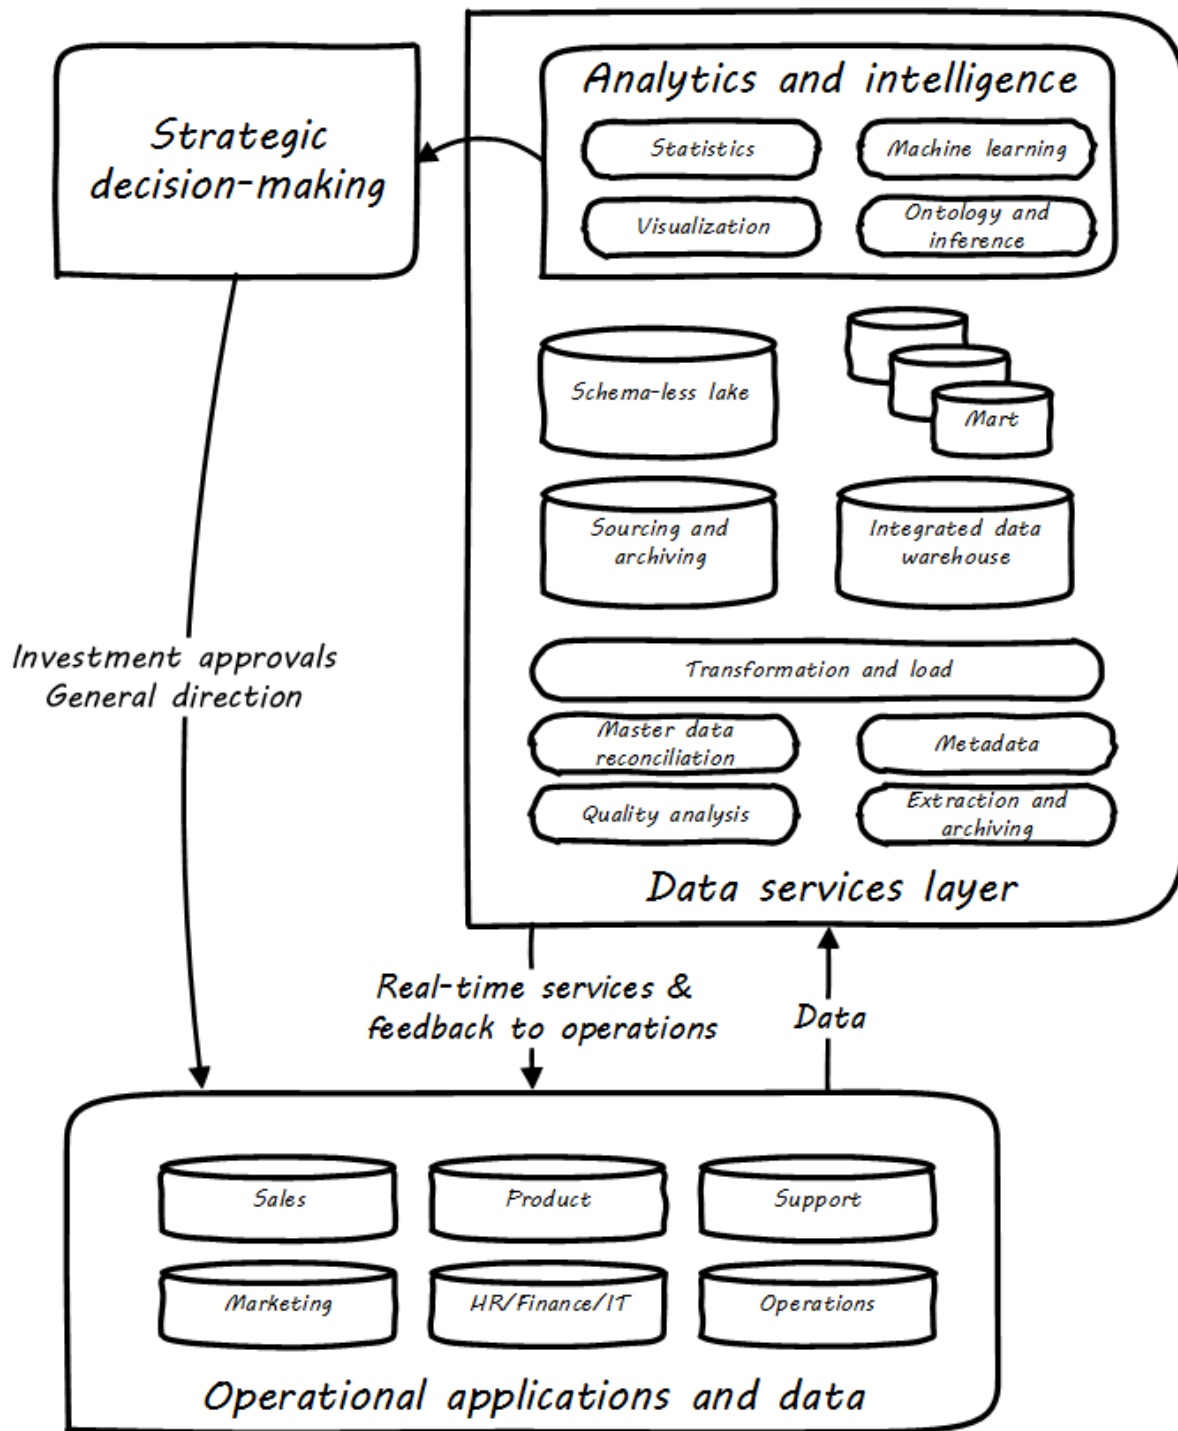 Strategic
decision-making
Analytics and intelligence
Statistics
Machine learning
Visualization
Ontology and
inference
Schema-less lake
Mart
Sourcing and
archiving
Integrated data
warehouse
Transformation and load
Master data
reconciliation
Metadata
Quality analysis
Extraction and
archiving
Data services layer
Investment approvals
General direction
Real-time services &
feedback to operations
Data
Sales
Product
Support
Marketing
HR/Finance/IT
Operations
Operational applications and data